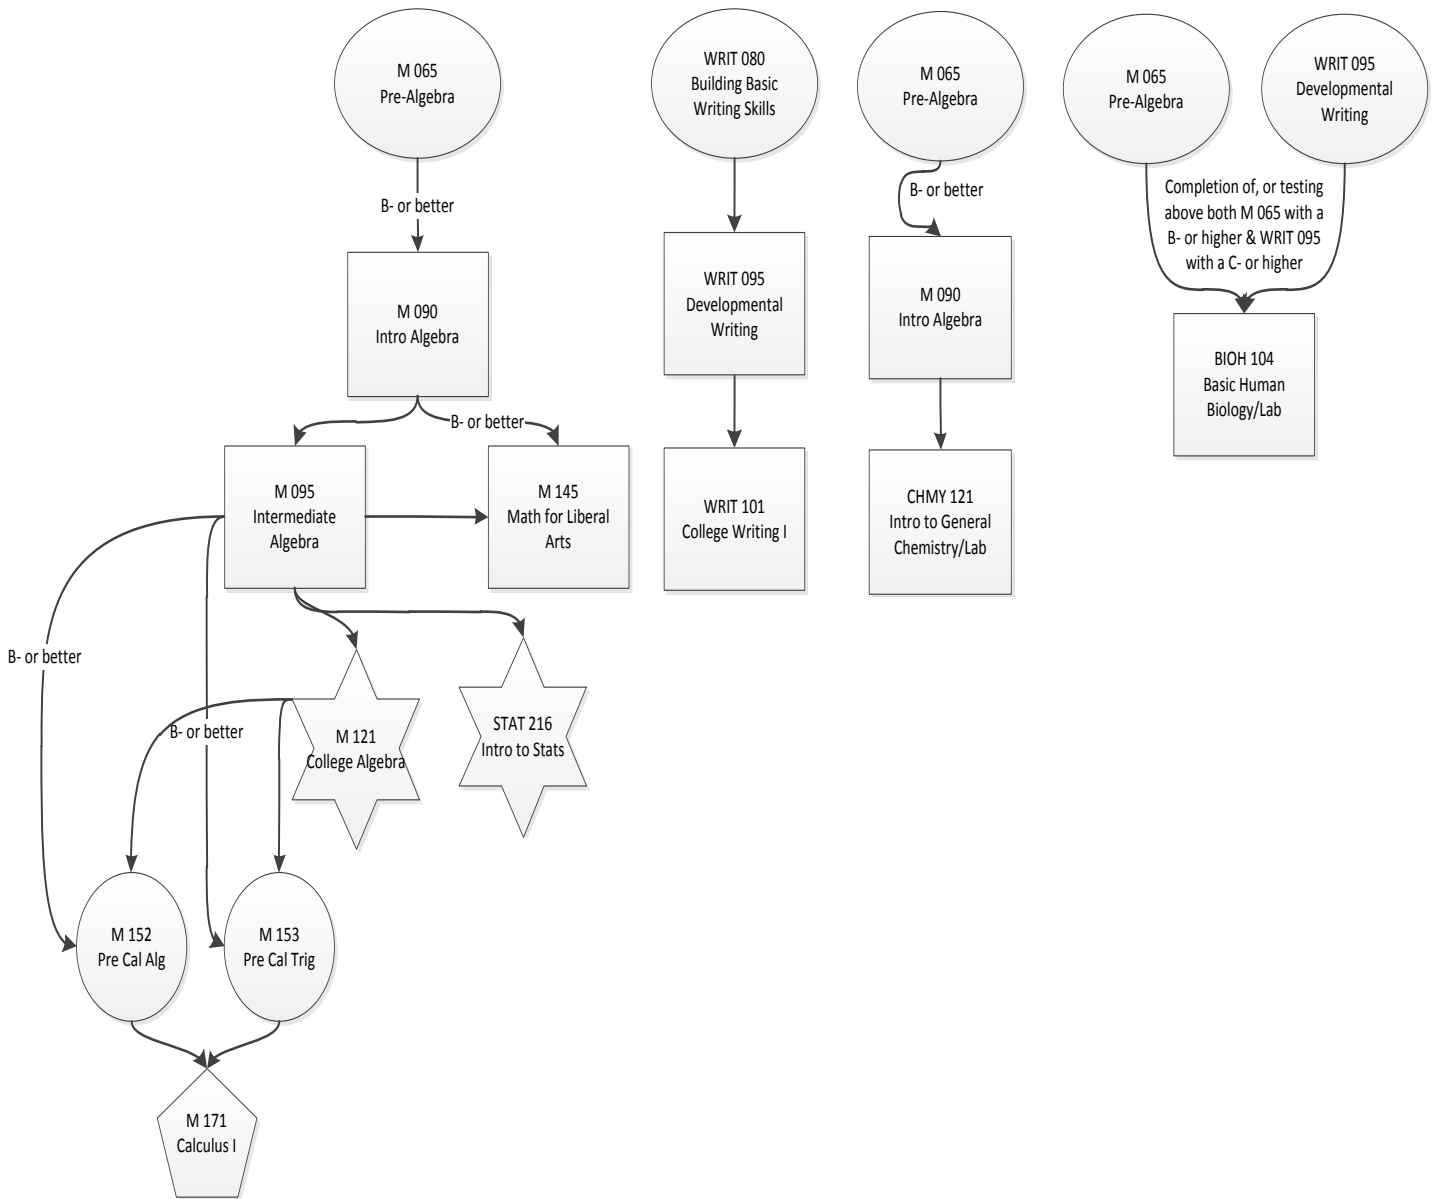 M 065
Pre-Algebra
B- or better
M 090
Intro Algebra
B- or better
M 095
Intermediate
Algebra
M 145
Math for Liberal
Arts
B- or better
B- or better
M 121
College Algebra
STAT 216
Intro to Stats
M 152
Pre Cal Alg
M 153
Pre Cal Trig
M 171
Calculus I
WRIT 080
Building Basic
Writing Skills
WRIT 095
Developmental
Writing
WRIT 101
College Writing I
M 065
Pre-Algebra
B- or better
M 090
Intro Algebra
CHMY 121
Intro to General
Chemistry/Lab
M 065
Pre-Algebra
WRIT 095
Developmental
Writing
Completion of, or testing
above both M 065 with a
B- or higher & WRIT 095
with a C- or higher
BIOH 104
Basic Human
Biology/Lab